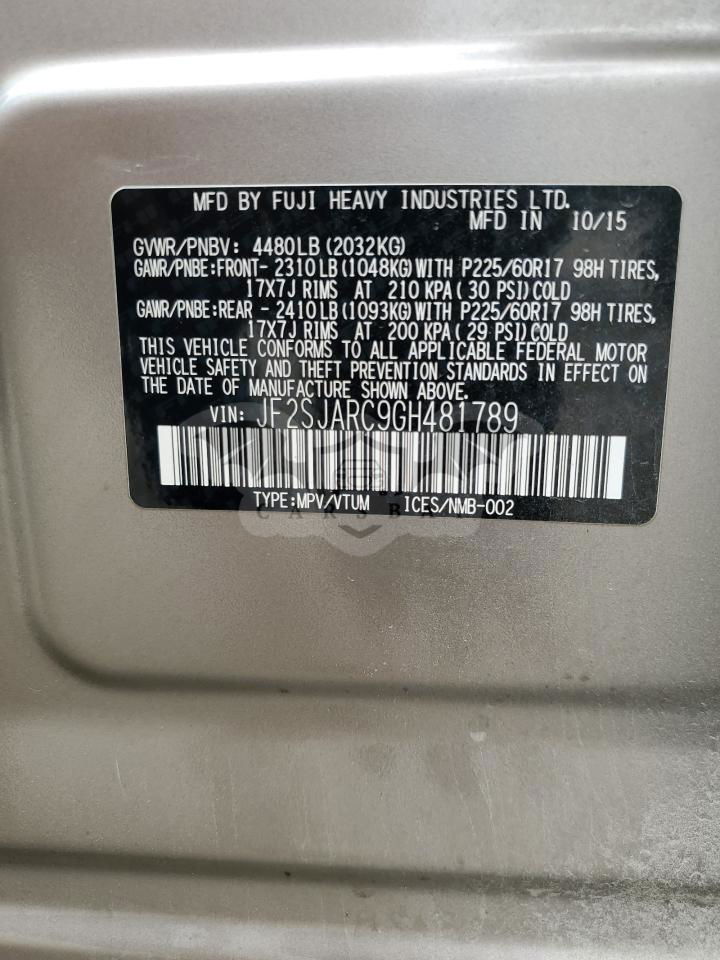 MFD BY FUJI HEAVY INDUSTRIES LTD.
MFD IN 10/15
GVWR/PNBV: 4480LB (2032KG)
GAWR/PNBE:FRONT- 2310LB (1048KG) WITH P225/60R17 98H TIRES,
17X7J RIMS AT 210 KPA (30 PSI) COLD
GAWR/PNBE:REAR - 2410LB (1093KG) WITH P225/60R17 98H TIRES,
17X7J RIMS AT 200 KPA (29 PSI) COLD
THIS VEHICLE CONFORMS TO ALL APPLICABLE FEDERAL MOTOR
VEHICLE SAFETY AND THEFT PREVENTION STANDARDS IN EFFECT ON
THE DATE OF MANUFACTURE SHOWN ABOVE.
VIN: JF2SJARC9GH481789
TYPE:MPV/VTUM ICES/NMB-002